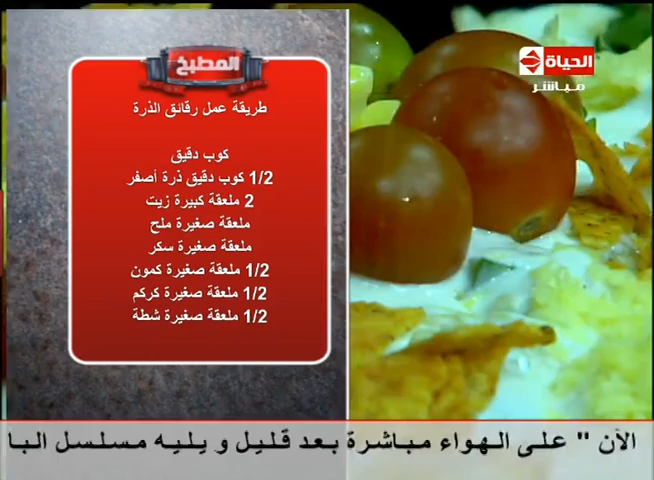 المطبخ
طريقة عمل رقائق الذرة
كوب دقيق
1/2 كوب دقيق ذرة أصفر
2 ملعقة كبيرة زيت
ملعقة صغيرة ملح
ملعقة صغيرة سكر
1/2 ملعقة صغيرة كمون
1/2 ملعقة صغيرة كركم
1/2 ملعقة صغيرة شطة
الحياة
مباشر
الآن " على الهواء مباشرة بعد قليل و يليه مسلسل البا